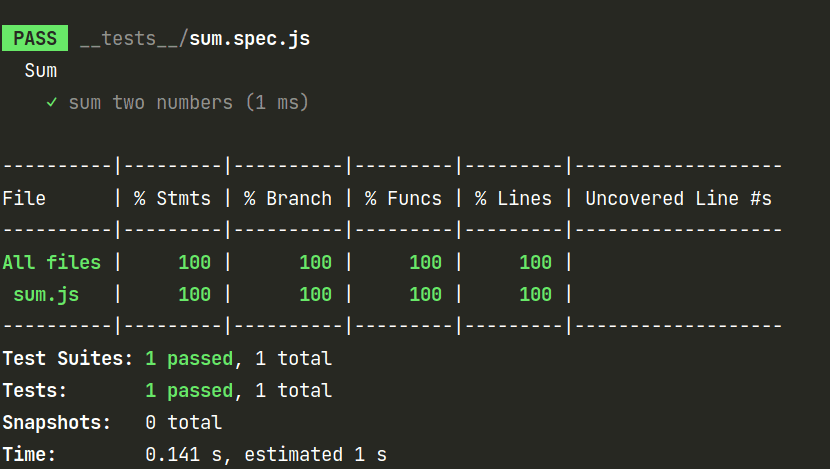 PASS __tests__/sum.spec.js
  Sum
    ✓ sum two numbers (1 ms)
----------|---------|----------|---------|---------|-------------------
File      | % Stmts | % Branch | % Funcs | % Lines | Uncovered Line #s
----------|---------|----------|---------|---------|-------------------
All files |     100 |      100 |     100 |     100 |
 sum.js   |     100 |      100 |     100 |     100 |
----------|---------|----------|---------|---------|-------------------
Test Suites: 1 passed, 1 total
Tests:       1 passed, 1 total
Snapshots:   0 total
Time:        0.141 s, estimated 1 s